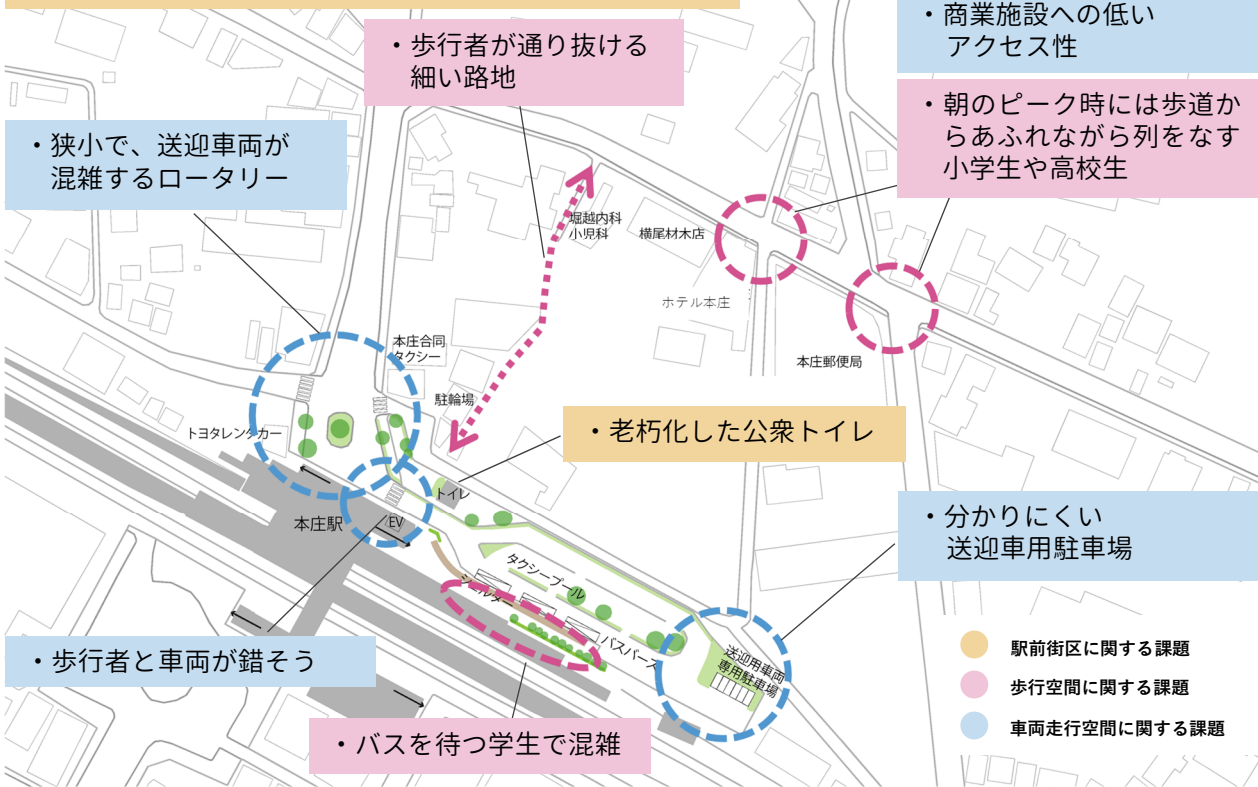 ・商業施設への低い
アクセス性
・歩行者が通り抜ける
細い路地
・朝のピーク時には歩道か
らあふれながら列をなす
小学生や高校生
・狭小で、送迎車両が
混雑するロータリー
堀越内科
小児科
横尾材木店
ホテル本庄
本庄郵便局
本庄合同
タクシー
駐輪場
トヨタレンタカー
・老朽化した公衆トイレ
トイレ
本庄駅
EV
・分かりにくい
送迎車用駐車場
タクシープール
シェルター
バスバース
送迎用車両
専用駐車場
・歩行者と車両が錯そう
・バスを待つ学生で混雑
駅前街区に関する課題
歩行空間に関する課題
車両走行空間に関する課題